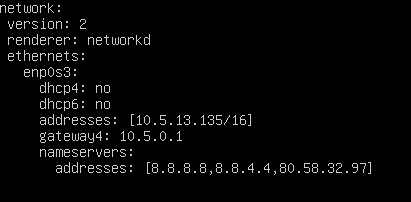 network:
 version: 2
 renderer: networkd
 ethernets:
   enp0s3:
     dhcp4: no
     dhcp6: no
     addresses: [10.5.13.135/16]
     gateway4: 10.5.0.1
     nameservers:
       addresses: [8.8.8.8,8.8.4.4,80.58.32.97]